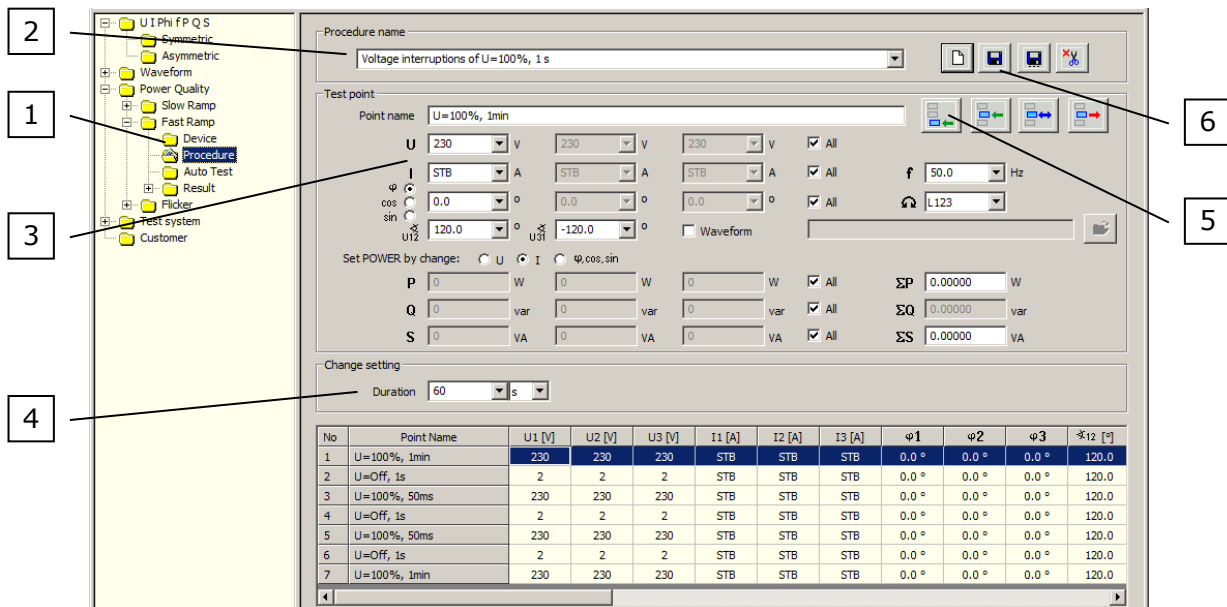 2
1
3
4
6
5
U I Phi f P Q S
Symmetric
Asymmetric
Waveform
Power Quality
Slow Ramp
Fast Ramp
Device
Procedure
Auto Test
Result
Flicker
Test system
Customer
Procedure name
Voltage interruptions of U=100%, 1 s
Test point
Point name U=100%, 1min
U 230 V 230 V 230 V All
I STB A STB A STB A All f 50.0 Hz
φ
cos 0.0 ° 0.0 ° 0.0 ° All L123
sin
U12 120.0 ° U31 -120.0 ° Waveform
Set POWER by change: U I φ,cos,sin
P 0 W 0 W 0 W All ΣP 0.00000 W
Q 0 var 0 var 0 var All ΣQ 0.00000 var
S 0 VA 0 VA 0 VA All ΣS 0.00000 VA
Change setting
Duration 60 s
No Point Name U1 [V] U2 [V] U3 [V] I1 [A] I2 [A] I3 [A] φ1 φ2 φ3 ∢12 [°]
1 U=100%, 1min 230 230 230 STB STB STB 0.0 ° 0.0 ° 0.0 ° 120.0
2 U=Off, 1s 2 2 2 STB STB STB 0.0 ° 0.0 ° 0.0 ° 120.0
3 U=100%, 50ms 230 230 230 STB STB STB 0.0 ° 0.0 ° 0.0 ° 120.0
4 U=Off, 1s 2 2 2 STB STB STB 0.0 ° 0.0 ° 0.0 ° 120.0
5 U=100%, 50ms 230 230 230 STB STB STB 0.0 ° 0.0 ° 0.0 ° 120.0
6 U=Off, 1s 2 2 2 STB STB STB 0.0 ° 0.0 ° 0.0 ° 120.0
7 U=100%, 1min 230 230 230 STB STB STB 0.0 ° 0.0 ° 0.0 ° 120.0